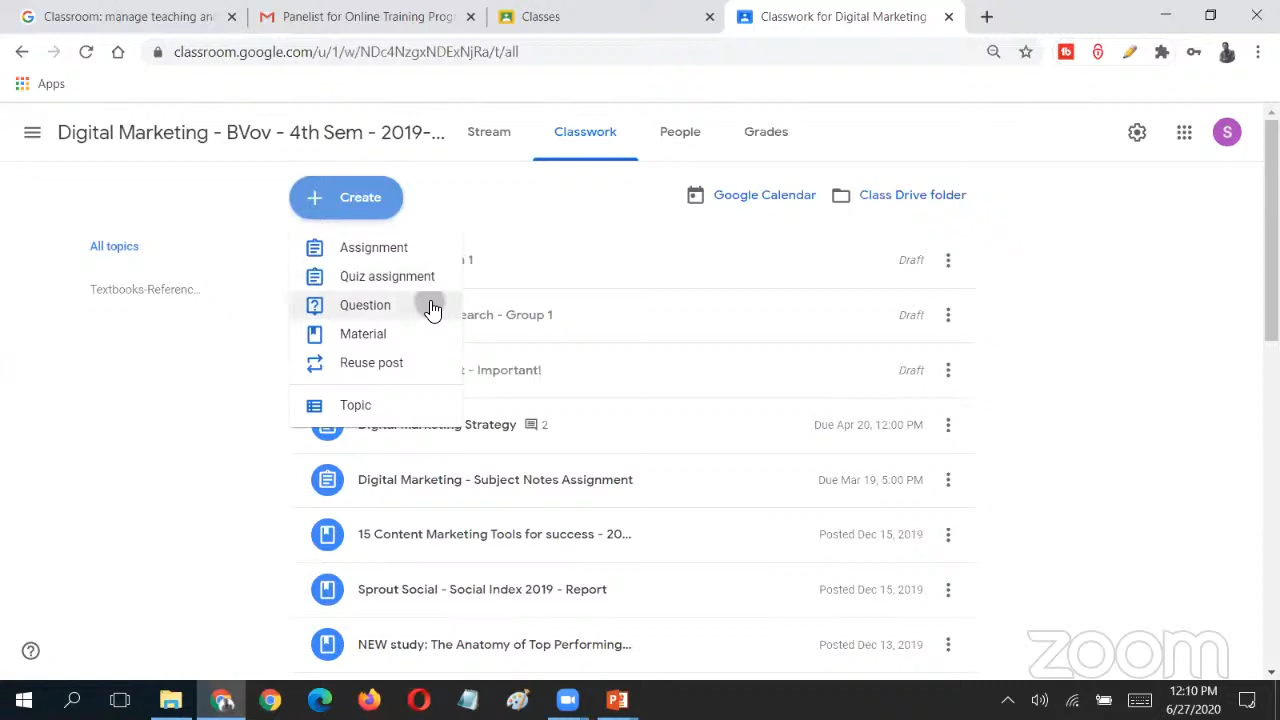 Classroom: manage teaching and
Panelist for Online Training Prog
Classes
Classwork for Digital Marketing
classroom.google.com/u/1/w/NDc4NzgxNDExNjRa/t/all
Apps
Digital Marketing - BVov - 4th Sem - 2019-...
Stream
Classwork
People
Grades
S
Create
Google Calendar
Class Drive folder
All topics
Textbooks-Referenc...
Assignment
Quiz assignment
Question
Material
Reuse post
Topic
1
Draft
earch - Group 1
Draft
- Important!
Draft
Digital Marketing Strategy 2
Due Apr 20, 12:00 PM
Digital Marketing - Subject Notes Assignment
Due Mar 19, 5:00 PM
15 Content Marketing Tools for success - 20...
Posted Dec 15, 2019
Sprout Social - Social Index 2019 - Report
Posted Dec 15, 2019
NEW study: The Anatomy of Top Performing...
Posted Dec 13, 2019
zoom
12:10 PM
6/27/2020